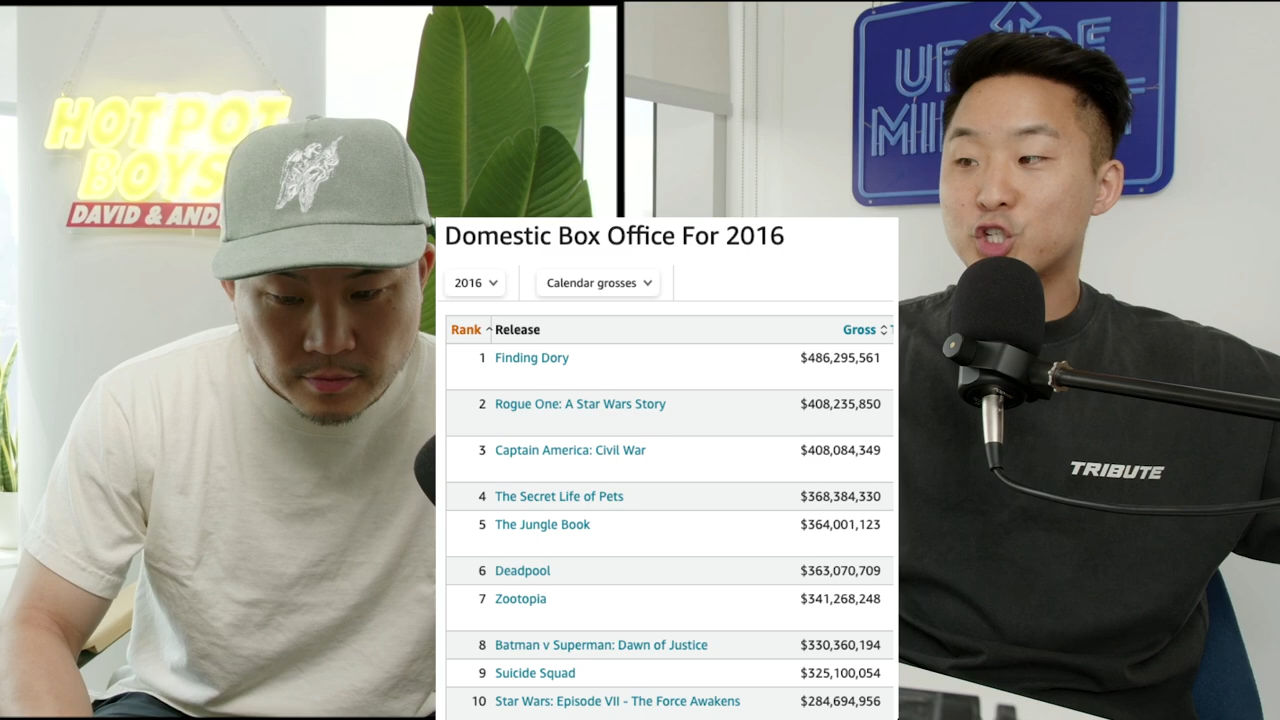 HOT POT
BOYS
DAVID & AND
UP
MI
Domestic Box Office For 2016
2016
Calendar grosses
Rank Release Gross
1 Finding Dory $486,295,561
2 Rogue One: A Star Wars Story $408,235,850
3 Captain America: Civil War $408,084,349
4 The Secret Life of Pets $368,384,330
5 The Jungle Book $364,001,123
6 Deadpool $363,070,709
7 Zootopia $341,268,248
8 Batman v Superman: Dawn of Justice $330,360,194
9 Suicide Squad $325,100,054
10 Star Wars: Episode VII - The Force Awakens $284,694,956
TRIBUTE